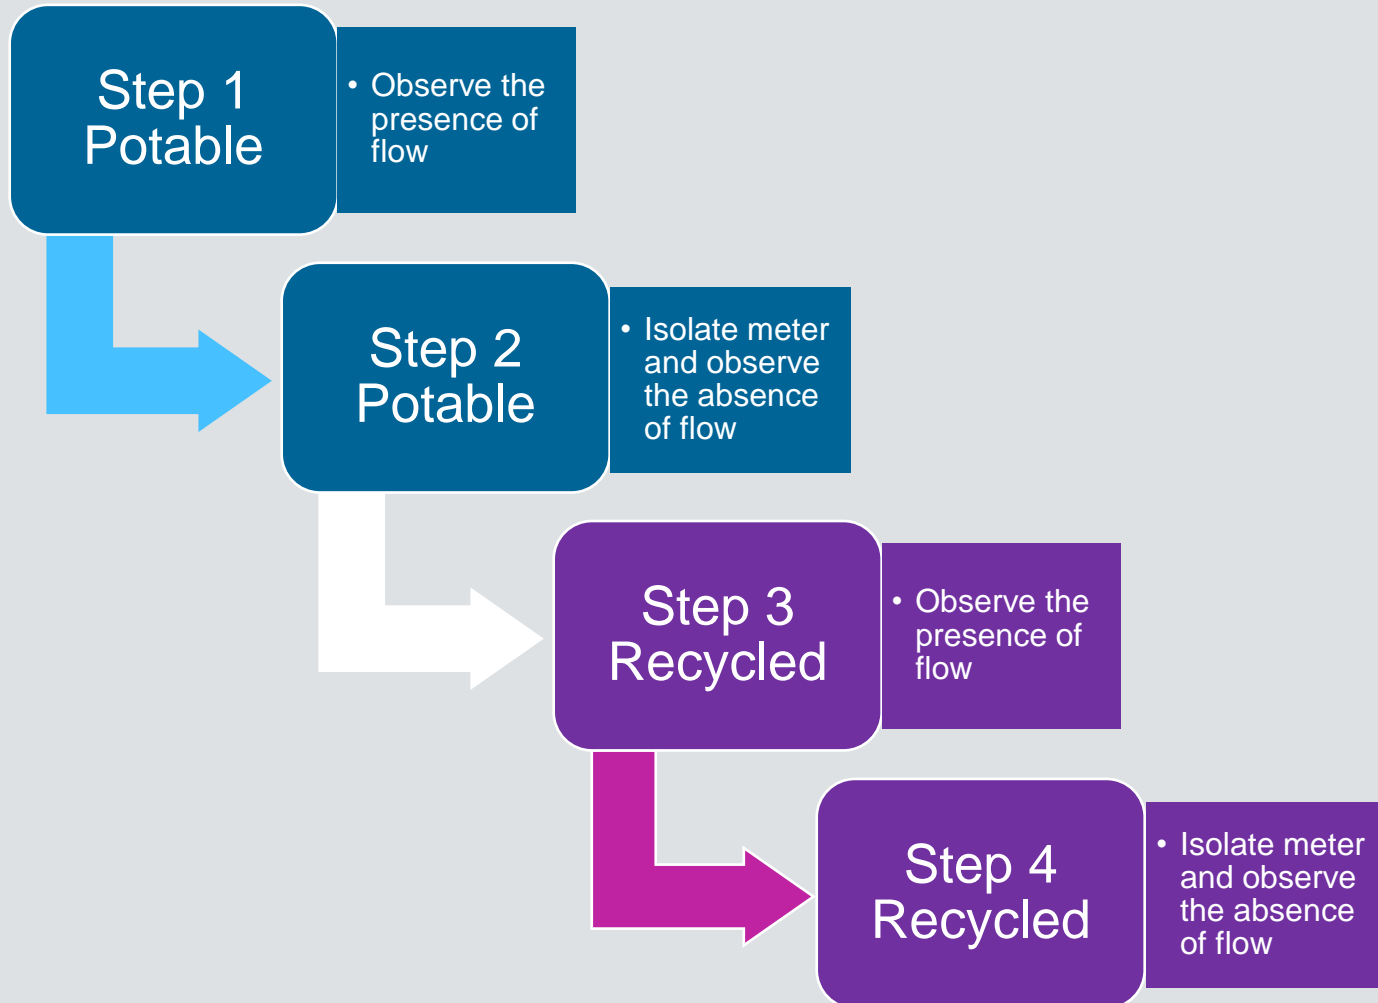 Step 1
Potable
• Observe the
presence of
flow
Step 2
Potable
• Isolate meter
and observe
the absence
of flow
Step 3
Recycled
• Observe the
presence of
flow
Step 4
Recycled
• Isolate meter
and observe
the absence
of flow